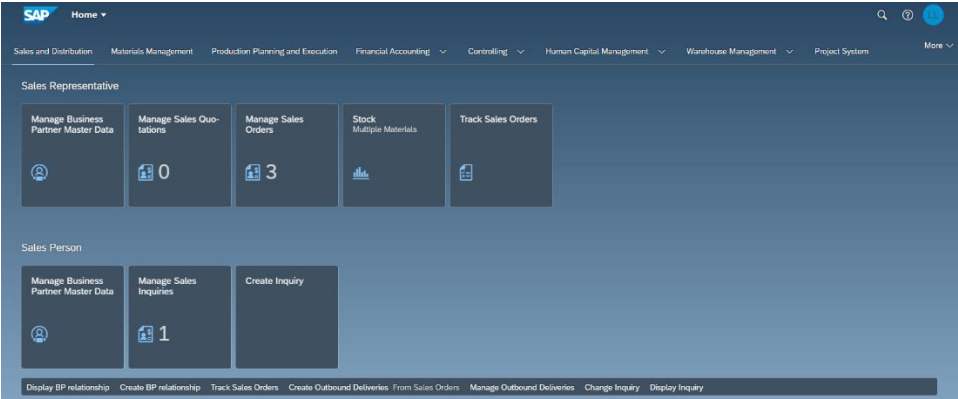 SAP Home
Sales and Distribution Materials Management Production Planning and Execution Financial Accounting Controlling Human Capital Management Warehouse Management Project System More
Sales Representative
Manage Business
Partner Master Data
Manage Sales Quo-
tations
0
Manage Sales
Orders
3
Stock
Multiple Materials
Track Sales Orders
Sales Person
Manage Business
Partner Master Data
Manage Sales
Inquiries
1
Create Inquiry
Display BP relationship Create BP relationship Track Sales Orders Create Outbound Deliveries From Sales Orders Manage Outbound Deliveries Change Inquiry Display Inquiry